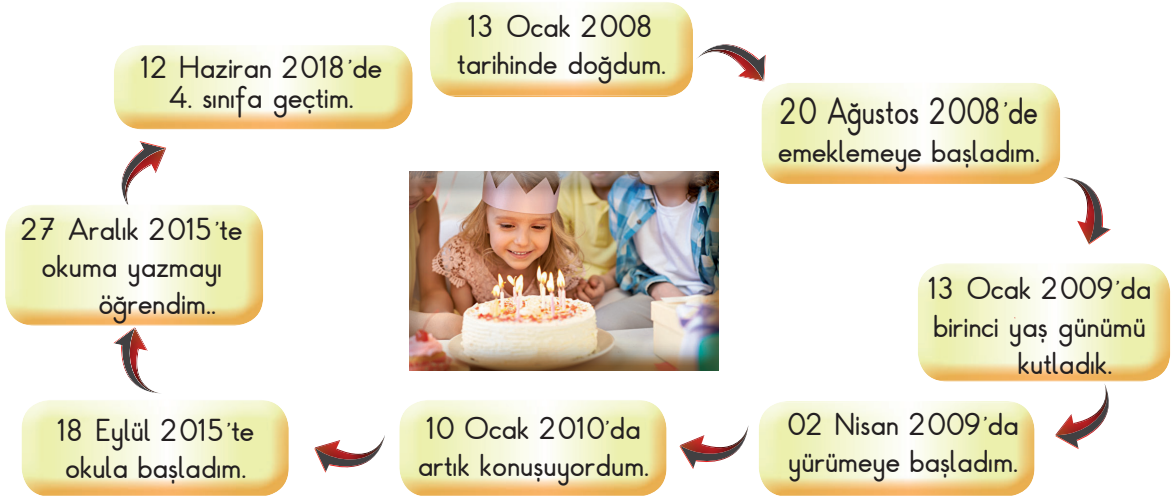 13 Ocak 2008
tarihinde doğdum.
20 Ağustos 2008'de
emeklemeye başladım.
13 Ocak 2009'da
birinci yaş günümü
kutladık.
02 Nisan 2009'da
yürümeye başladım.
10 Ocak 2010'da
artık konuşuyordum.
18 Eylül 2015'te
okula başladım.
27 Aralık 2015'te
okuma yazmayı
öğrendim..
12 Haziran 2018'de
4. sınıfa geçtim.